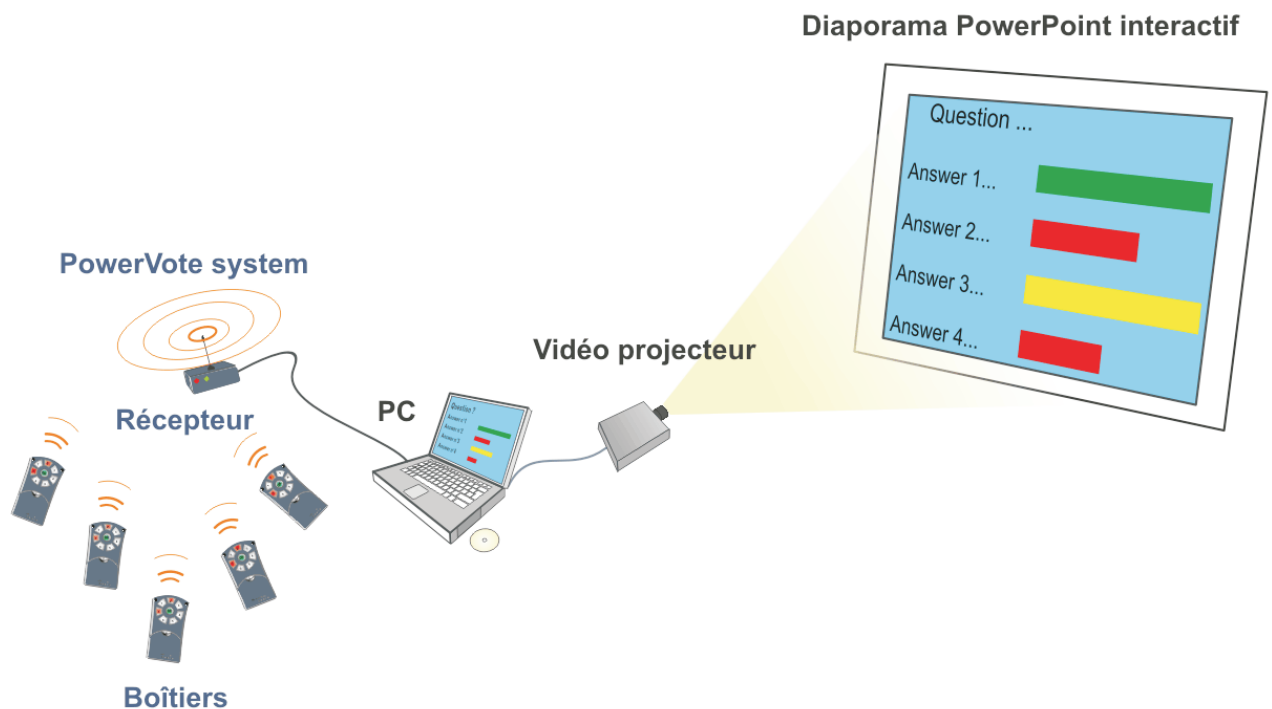 Diaporama PowerPoint interactif
Question ...
Answer 1...
Answer 2...
Answer 3...
Answer 4...
PowerVote system
Récepteur
Vidéo projecteur
PC
Question ?
Boîtiers